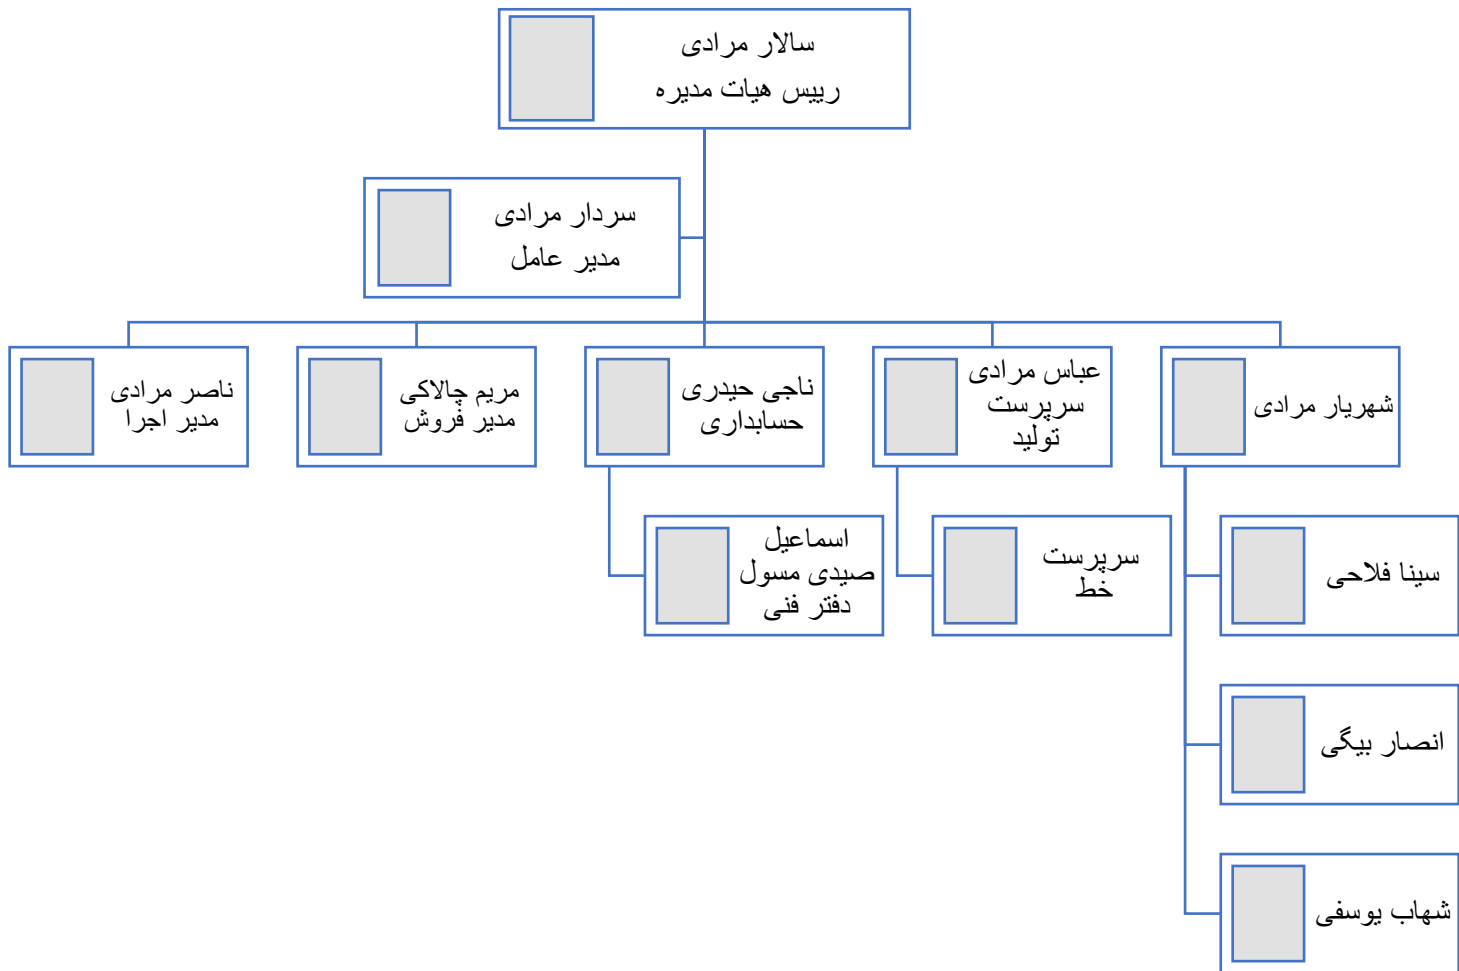 سالار مرادی
رییس هیات مدیره
سردار مرادی
مدیر عامل
شهریار مرادی
عباس مرادی
سرپرست
تولید
ناجی حیدری
حسابداری
مریم چالاکی
مدیر فروش
ناصر مرادی
مدیر اجرا
سینا فلاحی
سرپرست
خط
اسماعیل
صیدی مسول
دفتر فنی
انصار بیگی
شهاب یوسفی